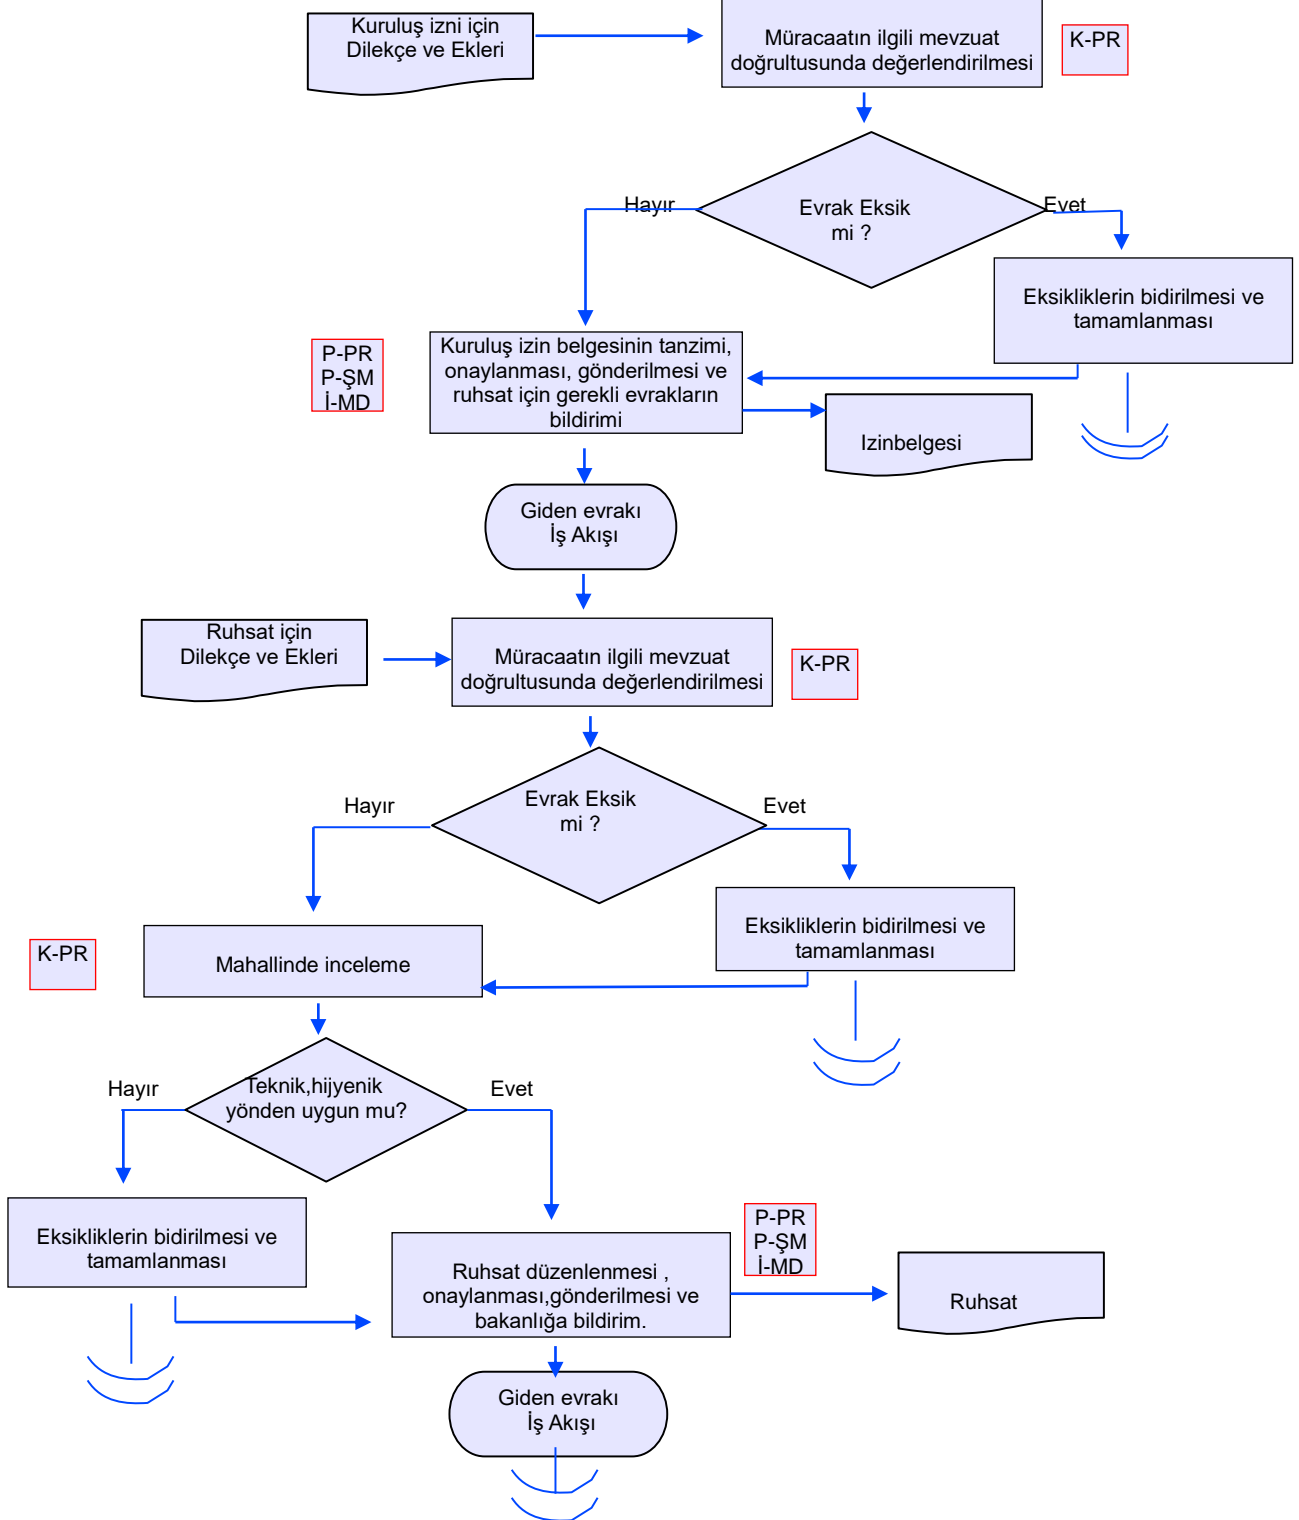 Kuruluş izni için
Dilekçe ve Ekleri
Müracaatın ilgili mevzuat
doğrultusunda değerlendirilmesi
K-PR
Evrak Eksik
mi ?
Hayır
Evet
Eksikliklerin bidirilmesi ve
tamamlanması
P-PR
P-ŞM
İ-MD
Kuruluş izin belgesinin tanzimi,
onaylanması, gönderilmesi ve
ruhsat için gerekli evrakların
bildirimi
Izinbelgesi
Giden evrakı
İş Akışı
Ruhsat için
Dilekçe ve Ekleri
Müracaatın ilgili mevzuat
doğrultusunda değerlendirilmesi
K-PR
Evrak Eksik
mi ?
Hayır
Evet
Eksikliklerin bidirilmesi ve
tamamlanması
K-PR
Mahallinde inceleme
Teknik,hijyenik
yönden uygun mu?
Hayır
Evet
Eksikliklerin bidirilmesi ve
tamamlanması
Ruhsat düzenlenmesi ,
onaylanması,gönderilmesi ve
bakanlığa bildirim.
P-PR
P-ŞM
İ-MD
Ruhsat
Giden evrakı
İş Akışı